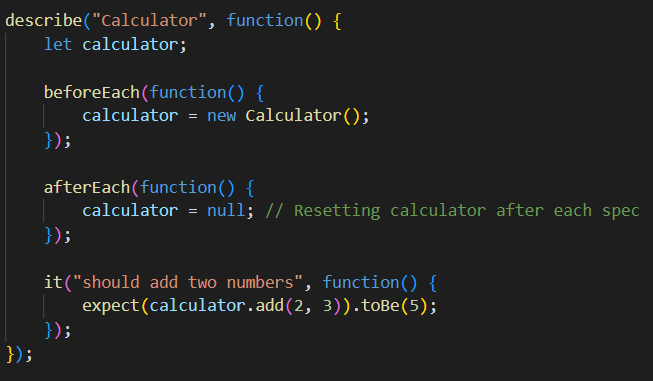 describe("Calculator", function() {
let calculator;
beforeEach(function() {
calculator = new Calculator();
});
afterEach(function() {
calculator = null; // Resetting calculator after each spec
});
it("should add two numbers", function() {
expect(calculator.add(2, 3)).toBe(5);
});
});